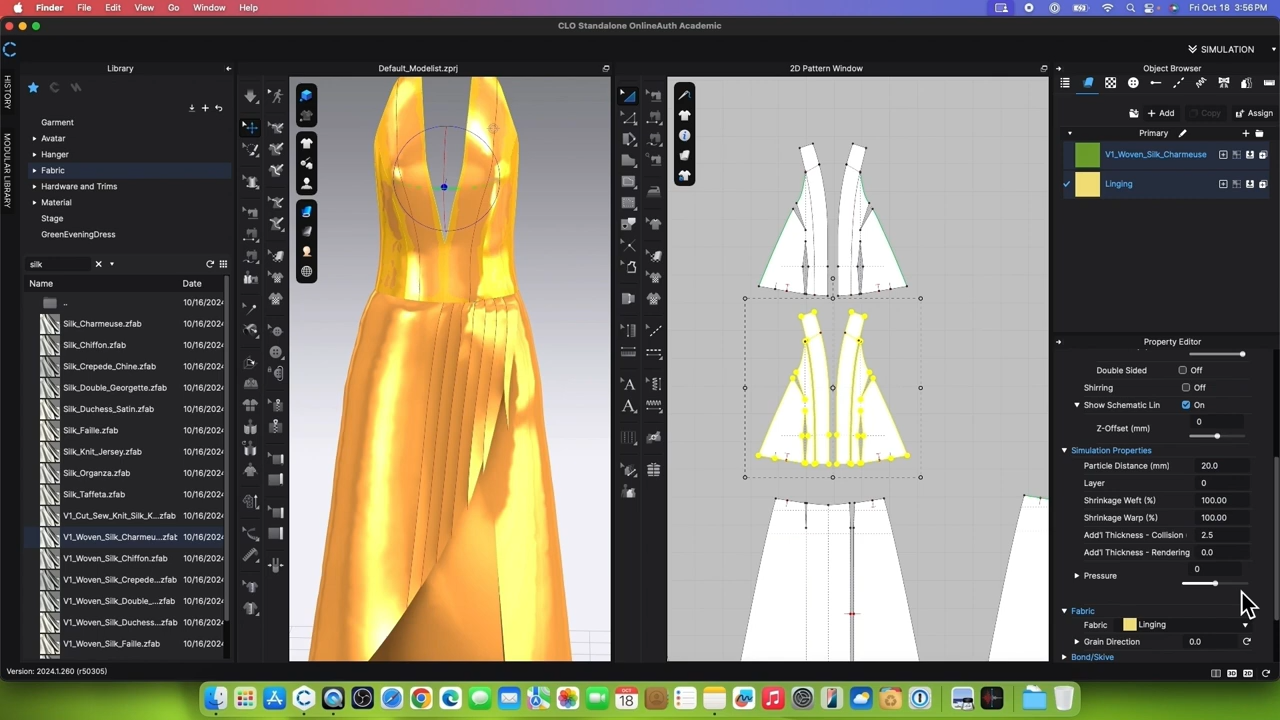 Finder File Edit View Go Window Help Fri Oct 18 3:56PM
CLO Standalone OnlineAuth Academic
SIMULATION
HISTORY
MODULAR LIBRARY
Library
Garment
Avatar
Hanger
Fabric
Hardware and Trims
Material
Stage
GreenEveningDress
silk
Name Date
.. 10/16/2024
Silk_Charmeuse.zfab 10/16/2024
Silk_Chiffon.zfab 10/16/2024
Silk_Crepede_Chine.zfab 10/16/2024
Silk_Double_Georgette.zfab 10/16/2024
Silk_Duchess_Satin.zfab 10/16/2024
Silk_Faille.zfab 10/16/2024
Silk_Knit_Jersey.zfab 10/16/2024
Silk_Organza.zfab 10/16/2024
Silk_Taffeta.zfab 10/16/2024
V1_Cut_Sew_Knit_Silk_K...zfab 10/16/2024
V1_Woven_Silk_Charmeu...zfab 10/16/2024
V1_Woven_Silk_Chiffon.zfab 10/16/2024
V1_Woven_Silk_Crepede...zfab 10/16/2024
V1_Woven_Silk_Double_...zfab 10/16/2024
V1_Woven_Silk_Duchess...zfab 10/16/2024
V1_Woven_Silk_Faille.zfab 10/16/2024
Version: 2024.1.260 (r50305)
Default_Modelist.zprj
2D Pattern Window
Object Browser
Add Copy Assign
Primary
V1_Woven_Silk_Charmeuse
Linging
Property Editor
Double Sided Off
Shirring Off
Show Schematic Lin On
Z-Offset (mm) 0
Simulation Properties
Particle Distance (mm) 20.0
Layer 0
Shrinkage Weft (%) 100.00
Shrinkage Warp (%) 100.00
Add'l Thickness - Collision 2.5
Add'l Thickness - Rendering 0.0
Pressure 0
Fabric
Fabric Linging
Grain Direction 0.0
Bond/Skive
3D 2D
OCT 18